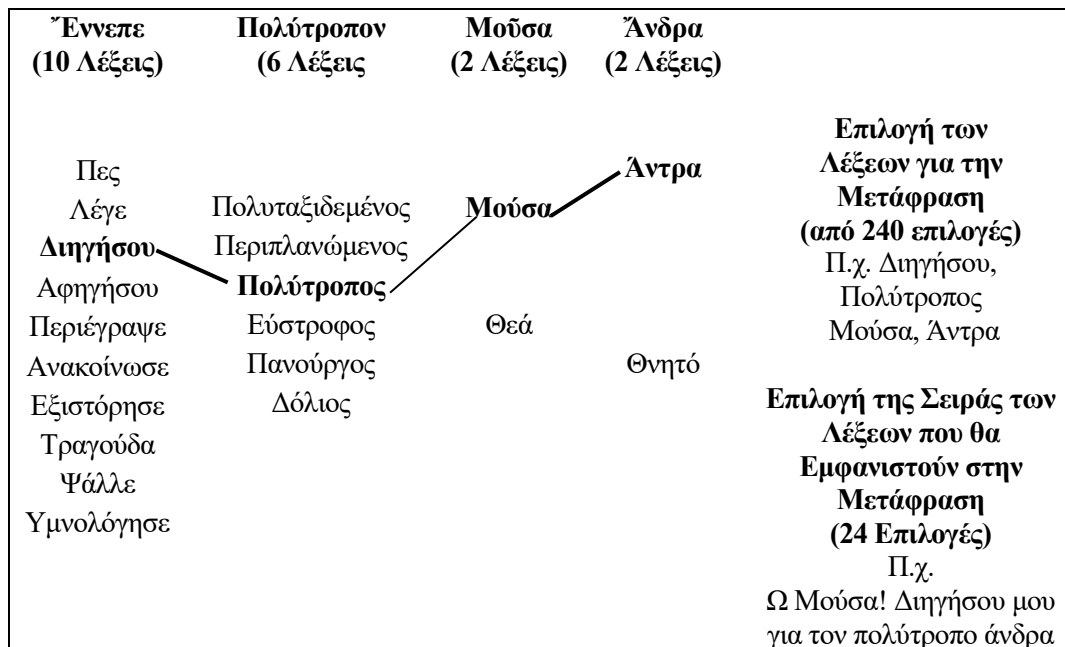 Ἔννεπε Πολύτροπον Μοῦσα Ἄνδρα
(10 Λέξεις) (6 Λέξεις (2 Λέξεις) (2 Λέξεις)
Πες
Λέγε
Διηγήσου
Αφηγήσου
Περιέγραψε
Ανακοίνωσε
Εξιστόρησε
Τραγούδα
Ψάλλε
Υμνολόγησε
Πολυταξιδεμένος
Περιπλανώμενος
Πολύτροπος
Εύστροφος
Πανούργος
Δόλιος
Μούσα
Θεά
Άντρα
Θνητό
Επιλογή των
Λέξεων για την
Μετάφραση
(από 240 επιλογές)
Π.χ. Διηγήσου,
Πολύτροπος
Μούσα, Άντρα
Επιλογή της Σειράς των
Λέξεων που θα
Εμφανιστούν στην
Μετάφραση
(24 Επιλογές)
Π.χ.
Ω Μούσα! Διηγήσου μου
για τον πολύτροπο άνδρα